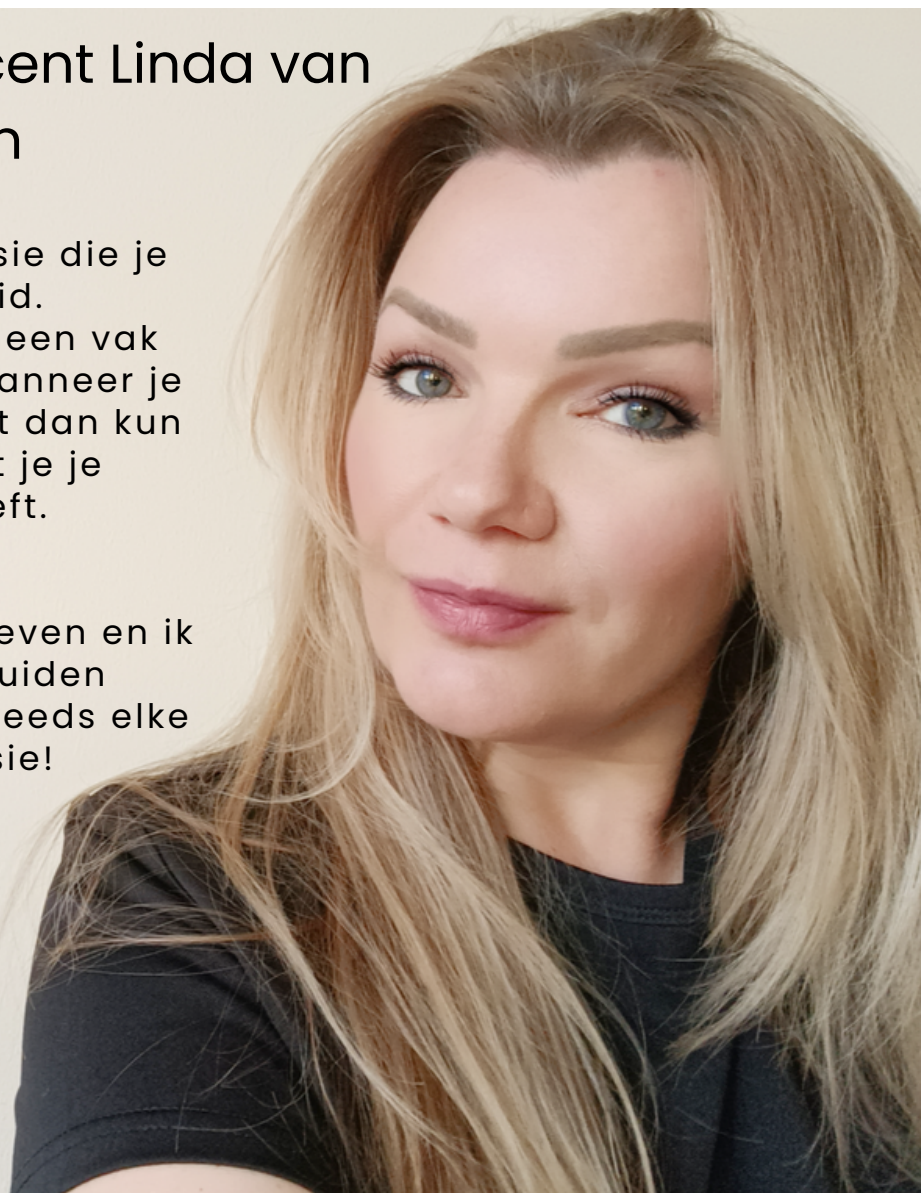 cent Linda van
n
sie die je
id.
een vak
anneer je
t dan kun
t je je
eft.
even en ik
uiden
eeds elke
sie!